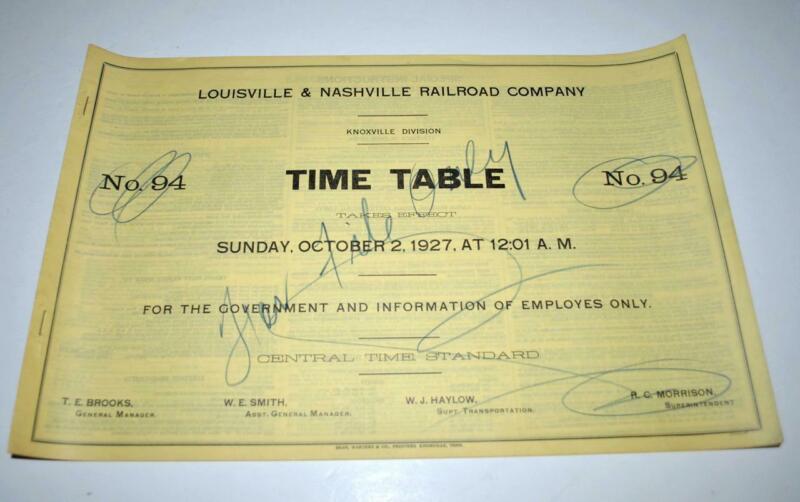 LOUISVILLE & NASHVILLE RAILROAD COMPANY
KNOXVILLE DIVISION
No. 94
TIME TABLE
No. 94
TAKES EFFECT
SUNDAY, OCTOBER 2, 1927, AT 12:01 A. M.
File Only
FOR THE GOVERNMENT AND INFORMATION OF EMPLOYES ONLY.
CENTRAL TIME STANDARD
T. E. BROOKS,
GENERAL MANAGER.
W. E. SMITH,
ASST. GENERAL MANAGER.
W. J. HAYLOW,
SUPT. TRANSPORTATION.
R. C. MORRISON,
SUPERINTENDENT